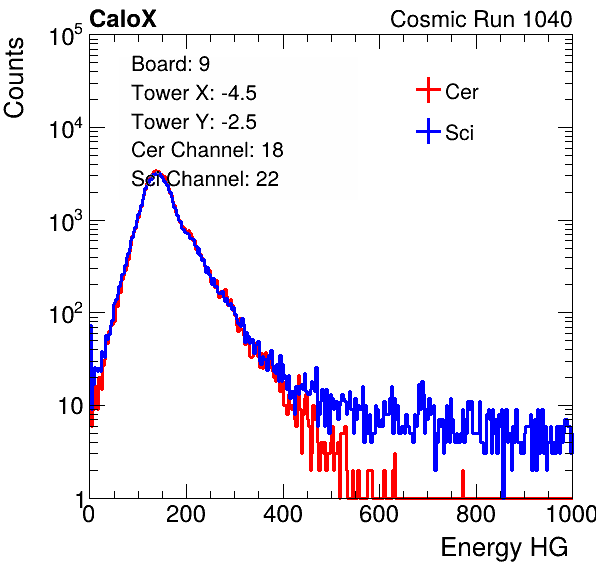 CaloX Cosmic Run 1040
Counts
10^5
10^4
10^3
10^2
10
1
Board: 9
Tower X: -4.5
Tower Y: -2.5
Cer Channel: 18
Sci Channel: 22
Cer
Sci
0 200 400 600 800 1000
Energy HG